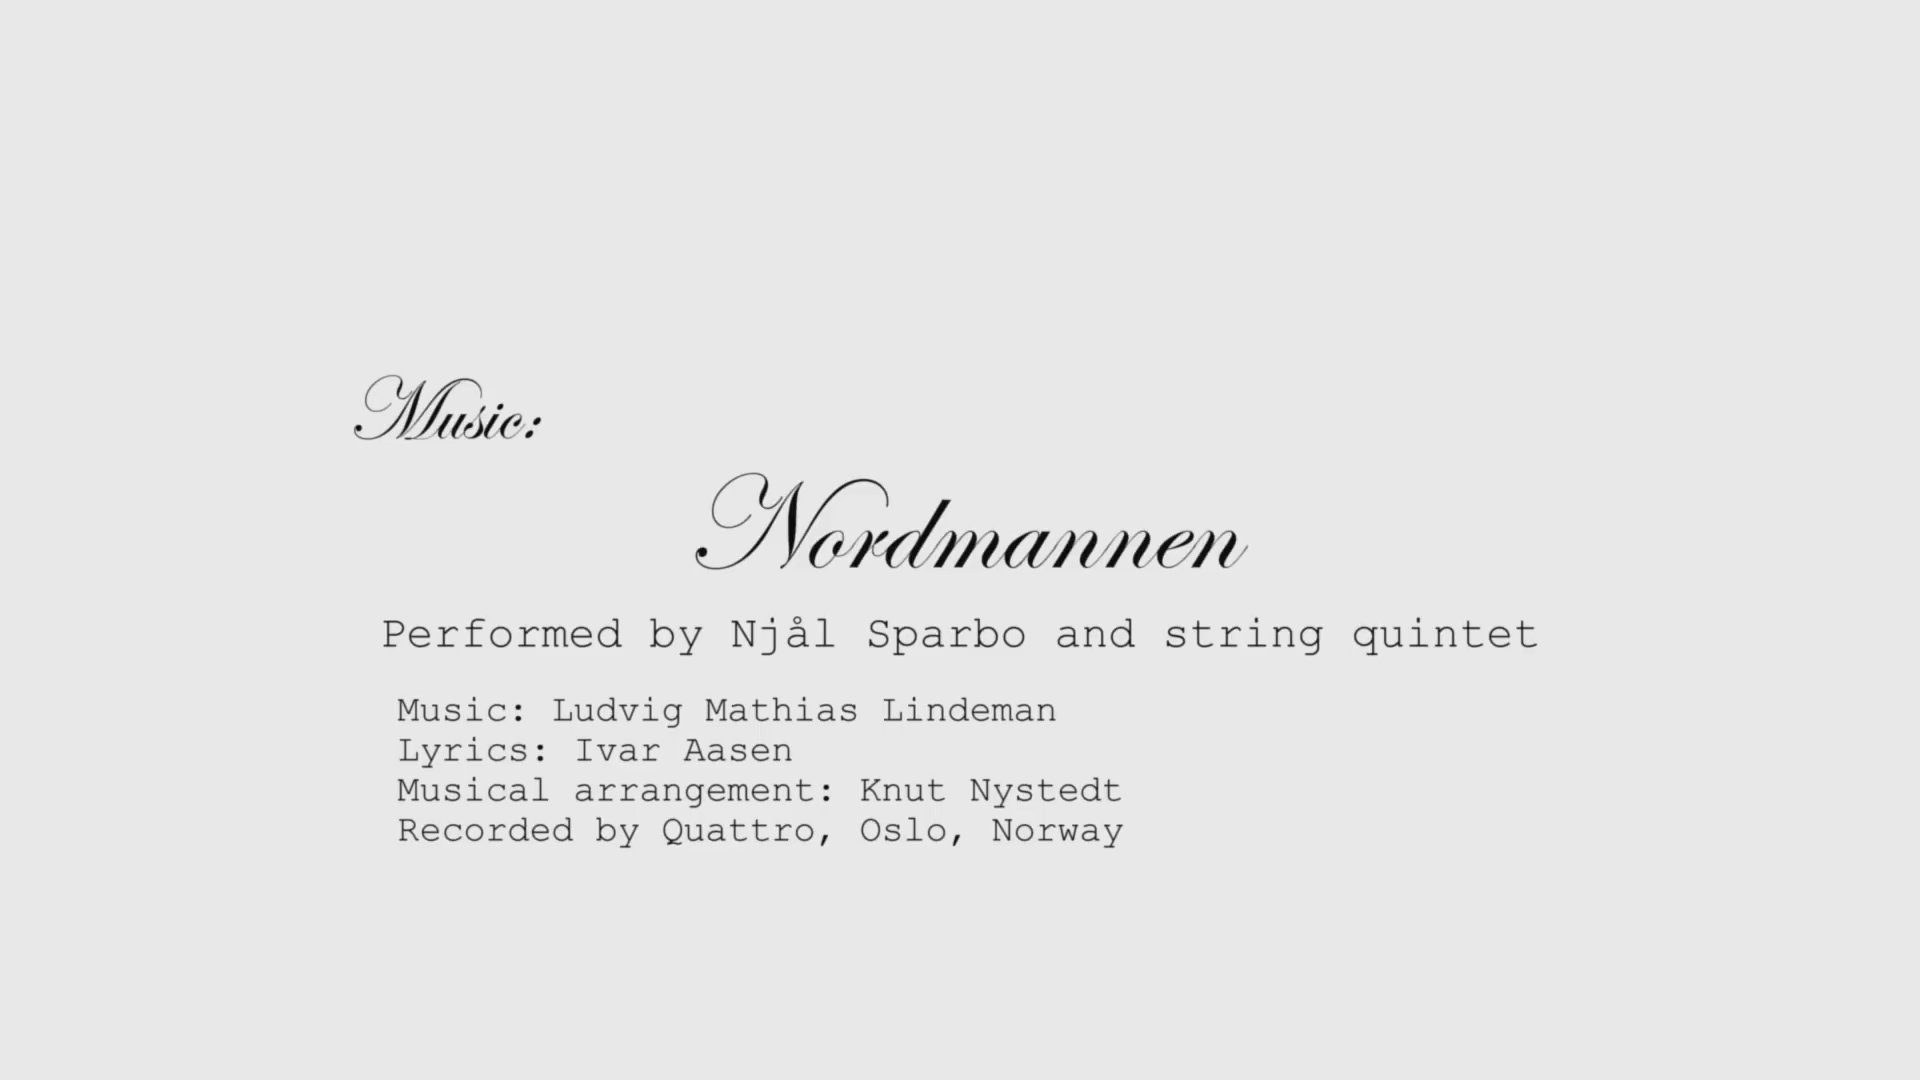 Music:
Nordmannen
Performed by Njål Sparbo and string quintet
Music: Ludvig Mathias Lindeman
Lyrics: Ivar Aasen
Musical arrangement: Knut Nystedt
Recorded by Quattro, Oslo, Norway